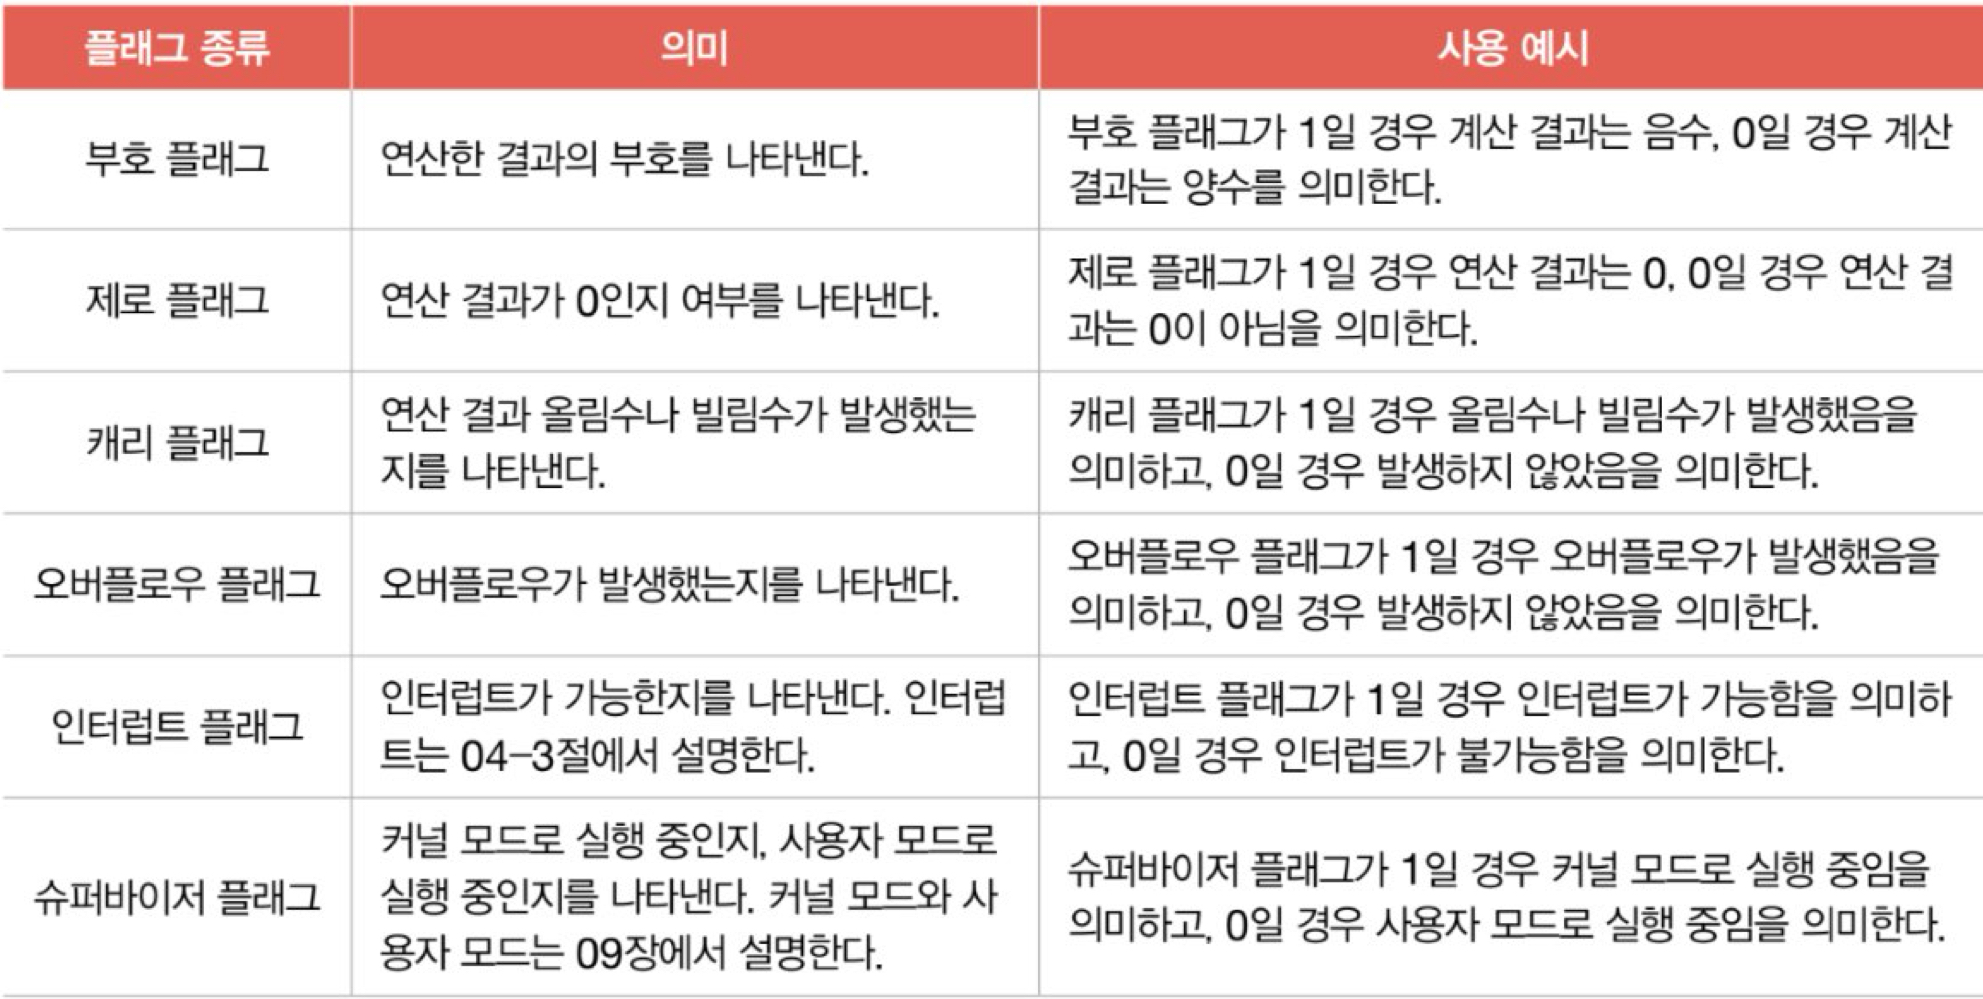 플래그 종류
의미
사용 예시
부호 플래그
연산한 결과의 부호를 나타낸다.
부호 플래그가 1일 경우 계산 결과는 음수, 0일 경우 계산
결과는 양수를 의미한다.
제로 플래그
연산 결과가 0인지 여부를 나타낸다.
제로 플래그가 1일 경우 연산 결과는 0, 0일 경우 연산 결
과는 0이 아님을 의미한다.
캐리 플래그
연산 결과 올림수나 빌림수가 발생했는
지를 나타낸다.
캐리 플래그가 1일 경우 올림수나 빌림수가 발생했음을
의미하고, 0일 경우 발생하지 않았음을 의미한다.
오버플로우 플래그
오버플로우가 발생했는지를 나타낸다.
오버플로우 플래그가 1일 경우 오버플로우가 발생했음을
의미하고, 0일 경우 발생하지 않았음을 의미한다.
인터럽트 플래그
인터럽트가 가능한지를 나타낸다. 인터럽
트는 04-3절에서 설명한다.
인터럽트 플래그가 1일 경우 인터럽트가 가능함을 의미하
고, 0일 경우 인터럽트가 불가능함을 의미한다.
슈퍼바이저 플래그
커널 모드로 실행 중인지, 사용자 모드로
실행 중인지를 나타낸다. 커널 모드와 사
용자 모드는 09장에서 설명한다.
슈퍼바이저 플래그가 1일 경우 커널 모드로 실행 중임을
의미하고, 0일 경우 사용자 모드로 실행 중임을 의미한다.